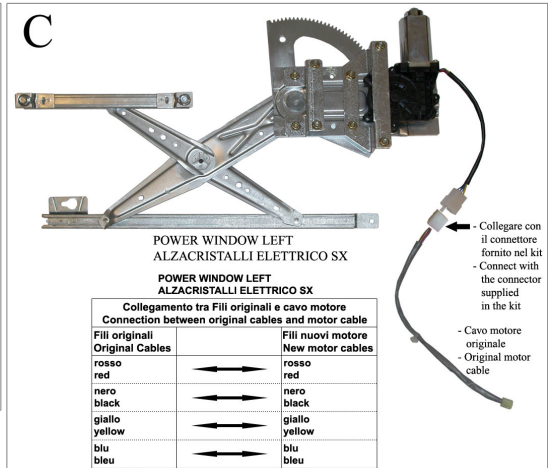 C
- Collegare con
il connettore
fornito nel kit
- Connect with
the connector
supplied
in the kit
- Cavo motore
originale
- Original motor
cable
POWER WINDOW LEFT
ALZACRISTALLI ELETTRICO SX
POWER WINDOW LEFT
ALZACRISTALLI ELETTRICO SX
Collegamento tra Fili originali e cavo motore
Connection between original cables and motor cable
Fili originali Fili nuovi motore
Original Cables New motor cables
rosso rosso
red red
nero nero
black black
giallo giallo
yellow yellow
blu blu
bleu bleu